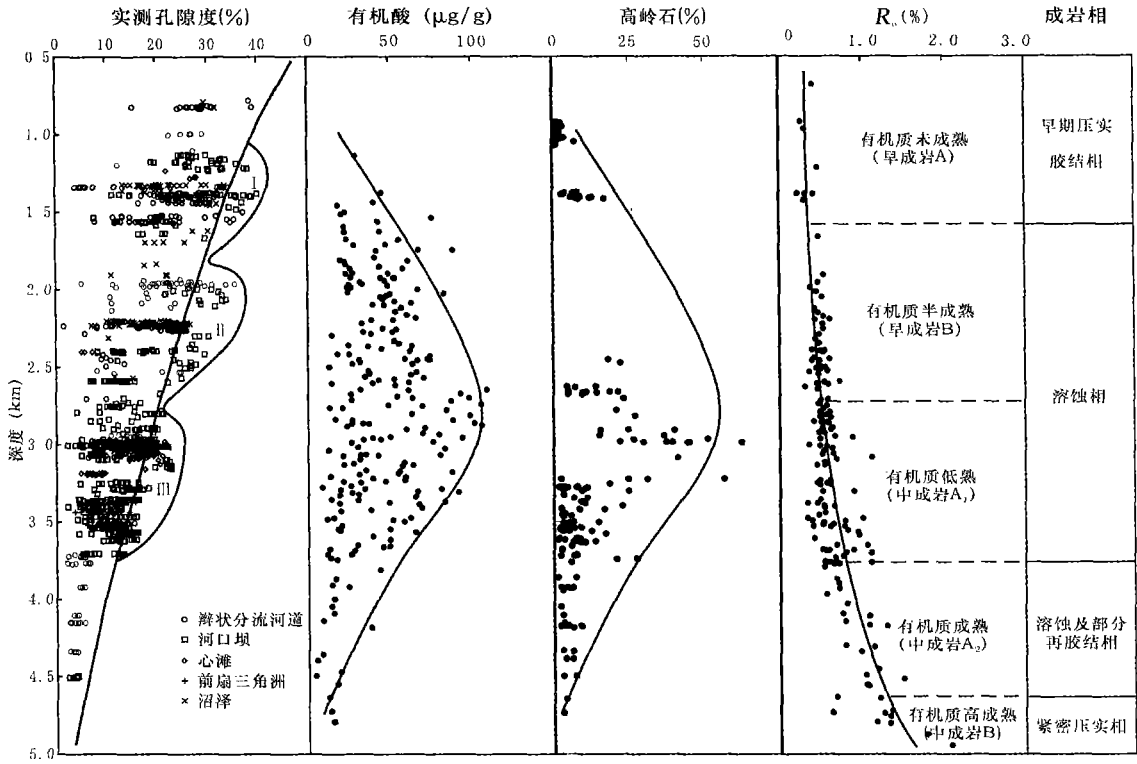 实测孔隙度(%)
有机酸 (μg/g)
高岭石(%)
R₀(%)
成岩相
0 10 20 30 40
0 50 100
0 25 50
0 1.0 2.0 3.0
0 5
1.0
1 5
2.0
2.5
3 0
3 5
4.0
4.5
5.0
深度 (km)
I
II
III
辫状分流河道
河口坝
心滩
前扇三角洲
沼泽
有机质未成熟
(早成岩A)
有机质半成熟
(早成岩B)
有机质低熟
(中成岩A₁)
有机质成熟
(中成岩A₂)
有机质高成熟
(中成岩B)
早期压实
胶结相
溶蚀相
溶蚀及部分
再胶结相
紧密压实相